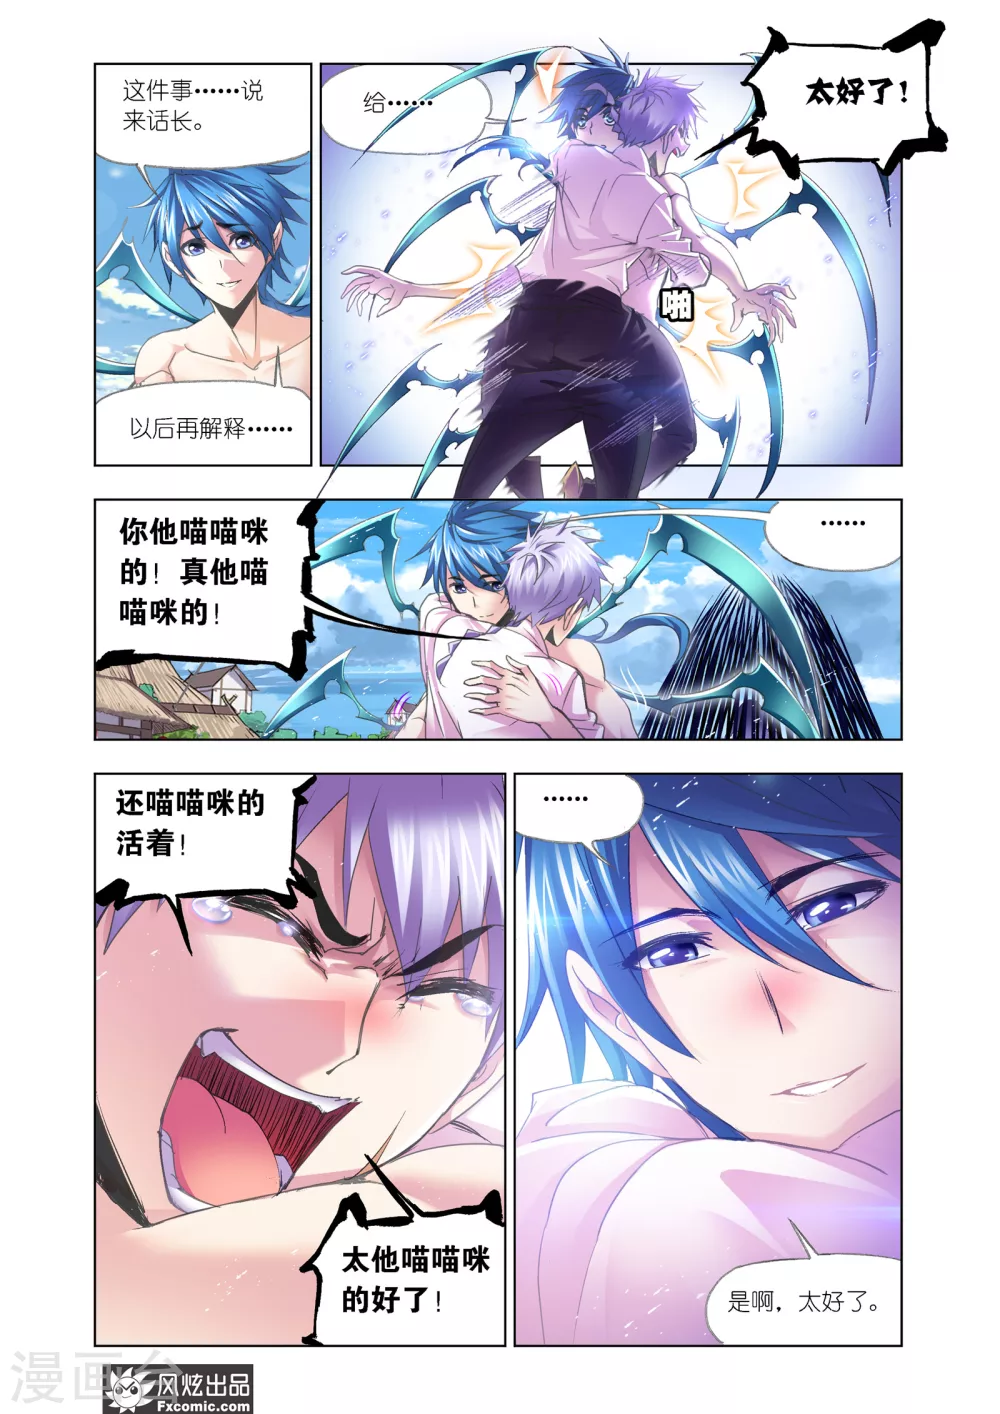 这件事……说
来话长。
以后再解释……
给……
太好了！
啪
你他喵喵咪
的！真他喵
喵咪的！
……
还喵喵咪的
活着！
太他喵喵咪
的好了！
……
是啊，太好了。
漫画台
风炫出品
Fxcomic.com